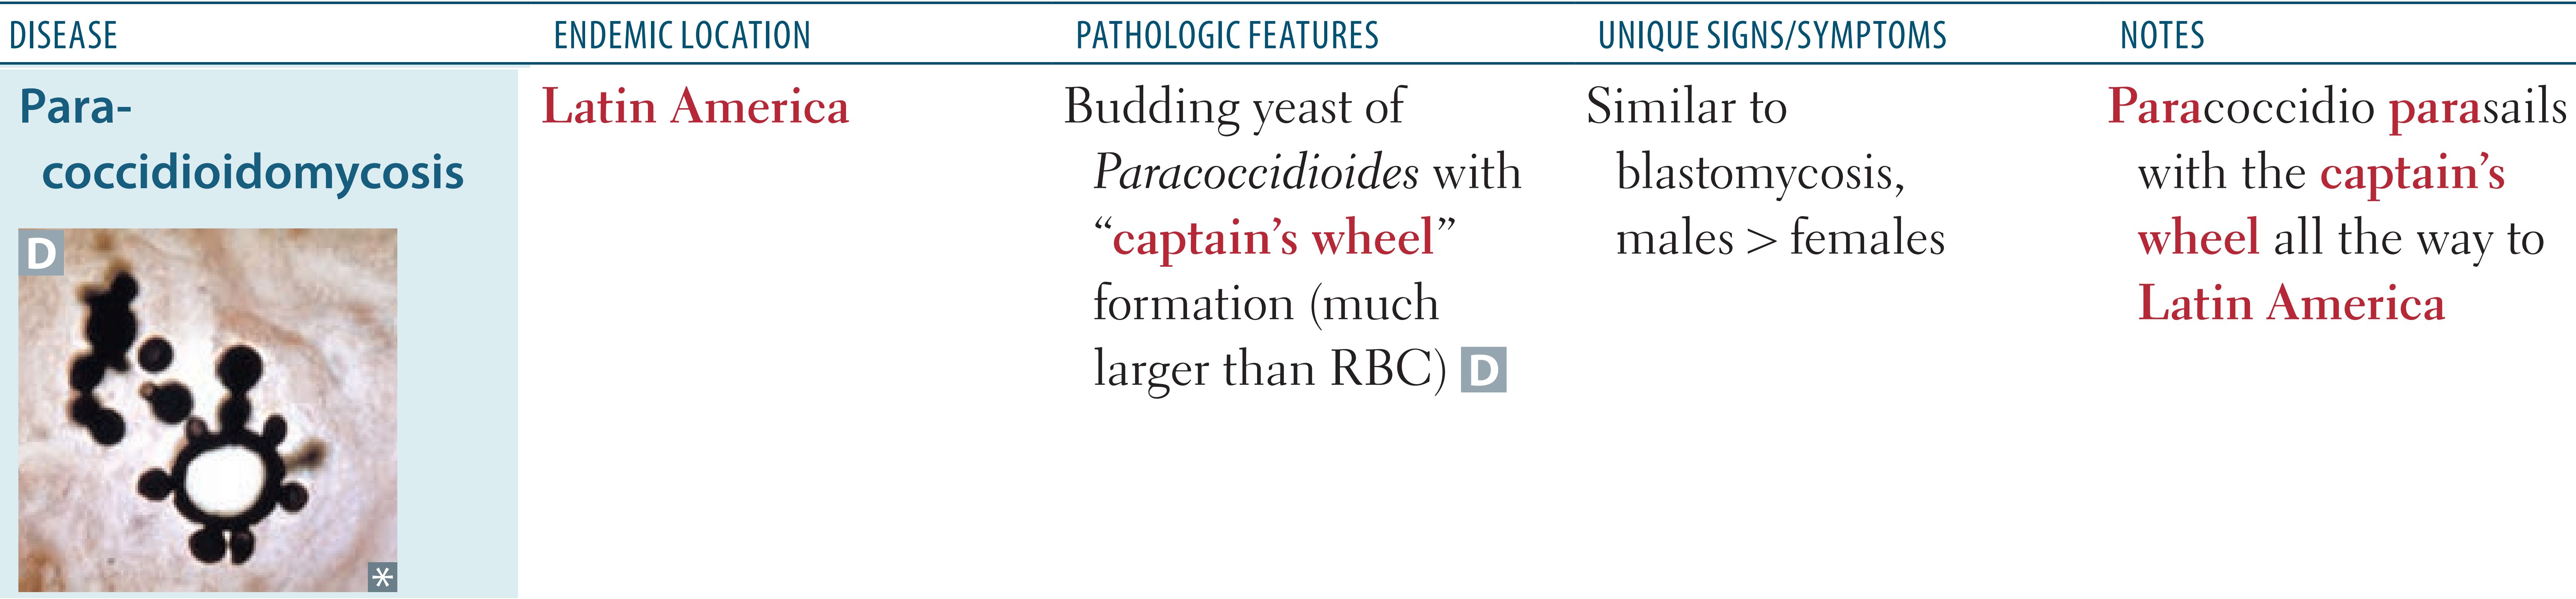 DISEASE ENDEMIC LOCATION PATHOLOGIC FEATURES UNIQUE SIGNS/SYMPTOMS NOTES
Para-
coccidioidomycosis
D
*
Latin America
Budding yeast of
Paracoccidioides with
“captain’s wheel”
formation (much
larger than RBC) D
Similar to
blastomycosis,
males > females
Paracoccidio parasails
with the captain’s
wheel all the way to
Latin America